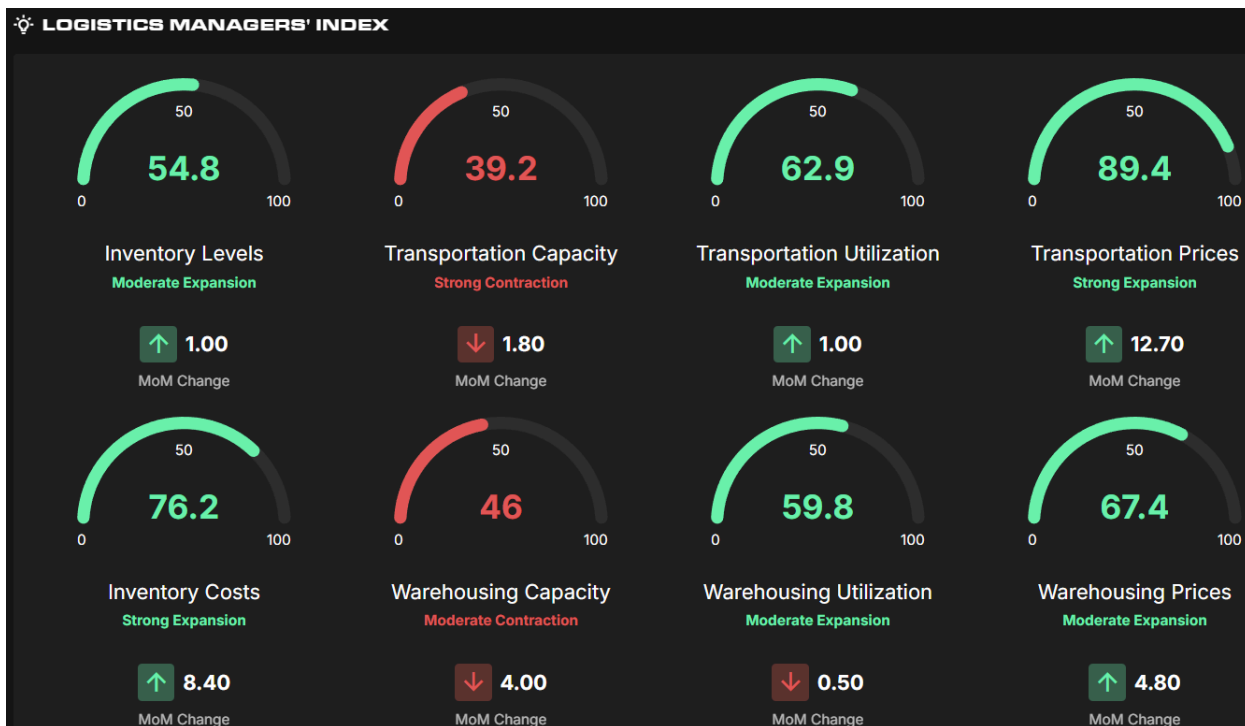 LOGISTICS MANAGERS' INDEX
50 50 50 50
54.8 39.2 62.9 89.4
0 100 0 100 0 100 0 100
Inventory Levels Transportation Capacity Transportation Utilization Transportation Prices
Moderate Expansion Strong Contraction Moderate Expansion Strong Expansion
↑ 1.00 ↓ 1.80 ↑ 1.00 ↑ 12.70
MoM Change MoM Change MoM Change MoM Change
50 50 50 50
76.2 46 59.8 67.4
0 100 0 100 0 100 0 100
Inventory Costs Warehousing Capacity Warehousing Utilization Warehousing Prices
Strong Expansion Moderate Contraction Moderate Expansion Moderate Expansion
↑ 8.40 ↓ 4.00 ↓ 0.50 ↑ 4.80
MoM Change MoM Change MoM Change MoM Change